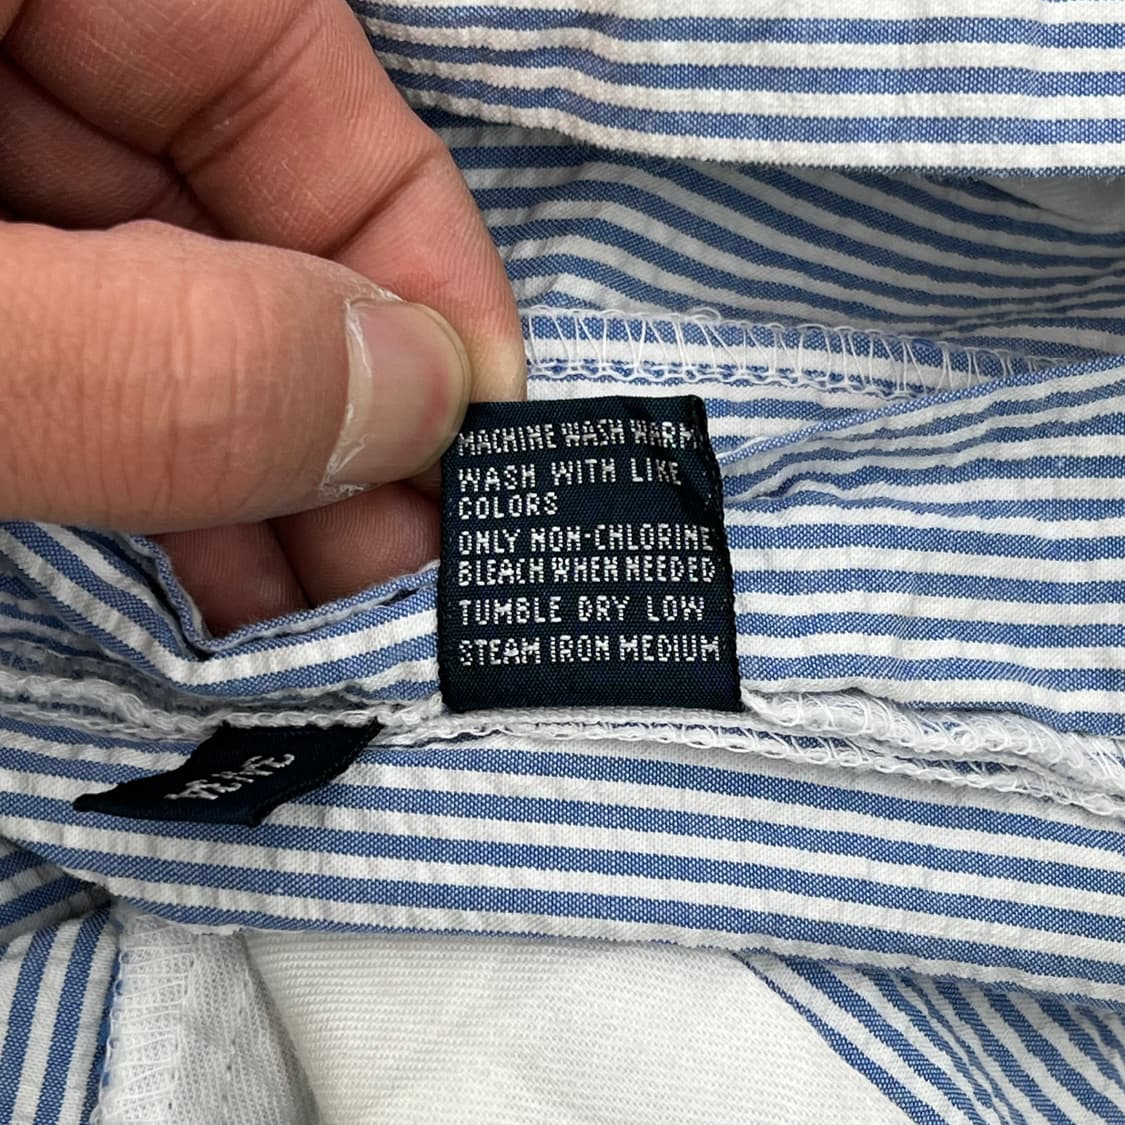 MACHINE WASH WARM
WASH WITH LIKE
COLORS
ONLY NON-CHLORINE
BLEACH WHEN NEEDED
TUMBLE DRY LOW
STEAM IRON MEDIUM